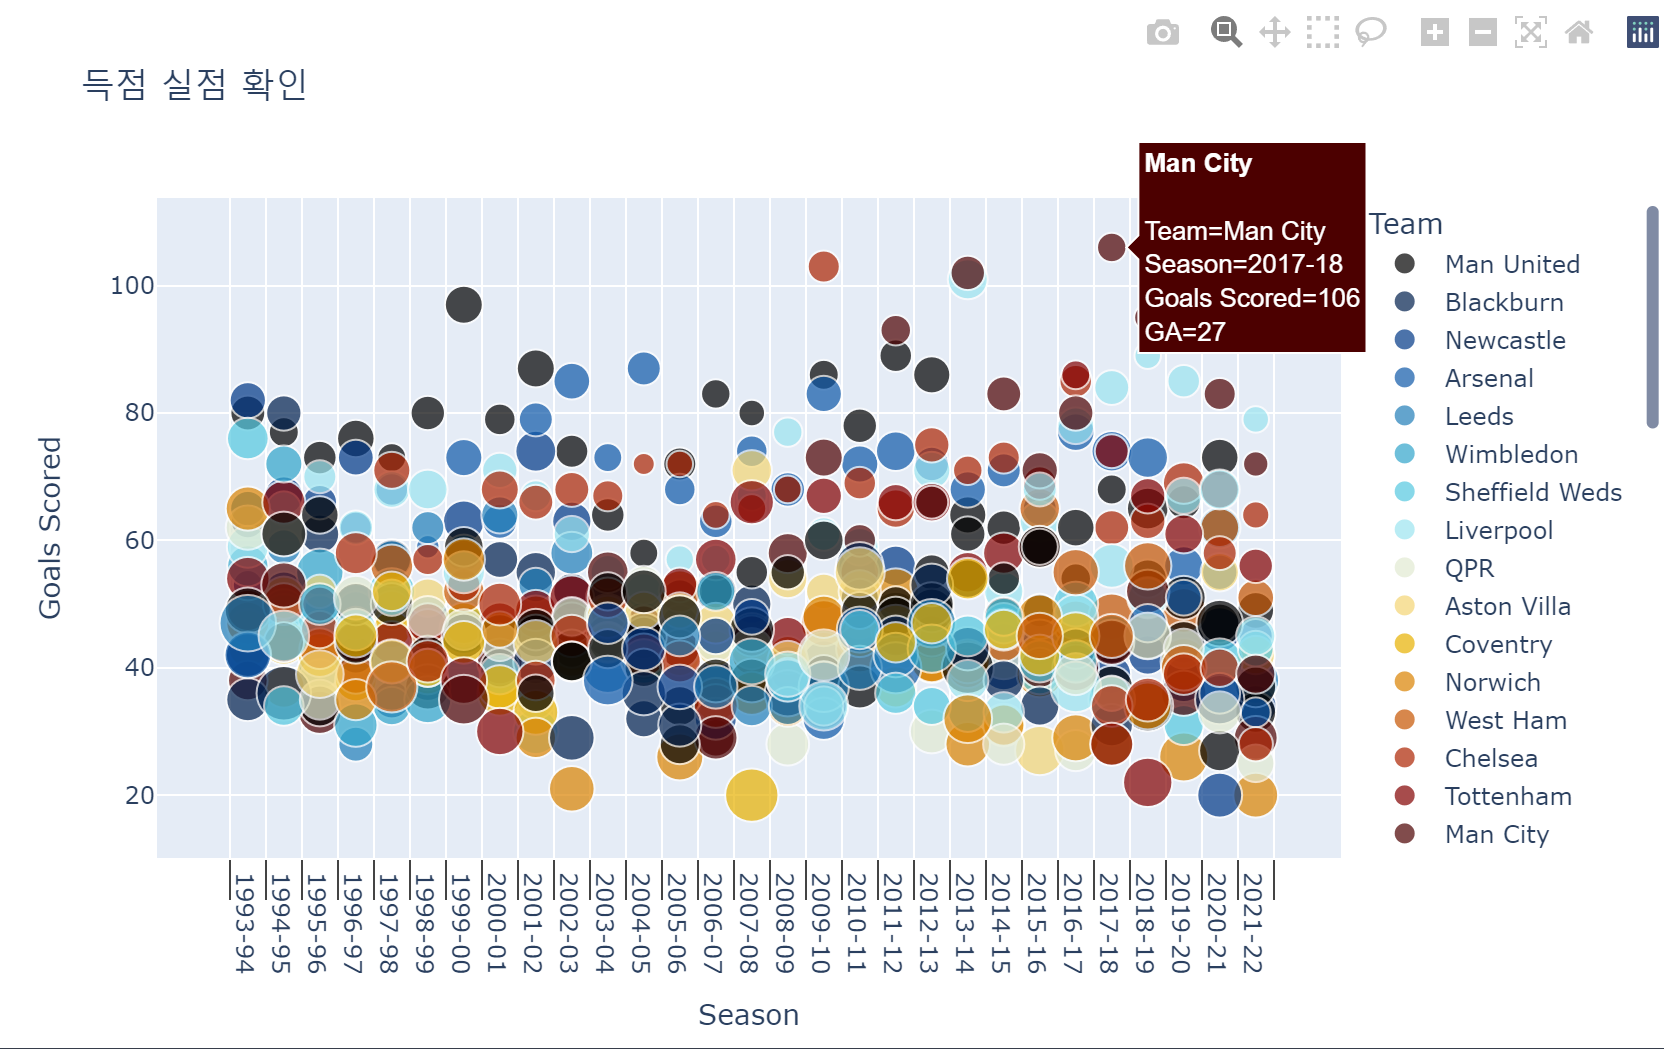 득점 실점 확인
Man City
Team=Man City
Season=2017-18
Goals Scored=106
GA=27
Team
Man United
Blackburn
Newcastle
Arsenal
Leeds
Wimbledon
Sheffield Weds
Liverpool
QPR
Aston Villa
Coventry
Norwich
West Ham
Chelsea
Tottenham
Man City
Goals Scored
100
80
60
40
20
1993-94
1994-95
1995-96
1996-97
1997-98
1998-99
1999-00
2000-01
2001-02
2002-03
2003-04
2004-05
2005-06
2006-07
2007-08
2008-09
2009-10
2010-11
2011-12
2012-13
2013-14
2014-15
2015-16
2016-17
2017-18
2018-19
2019-20
2020-21
2021-22
Season